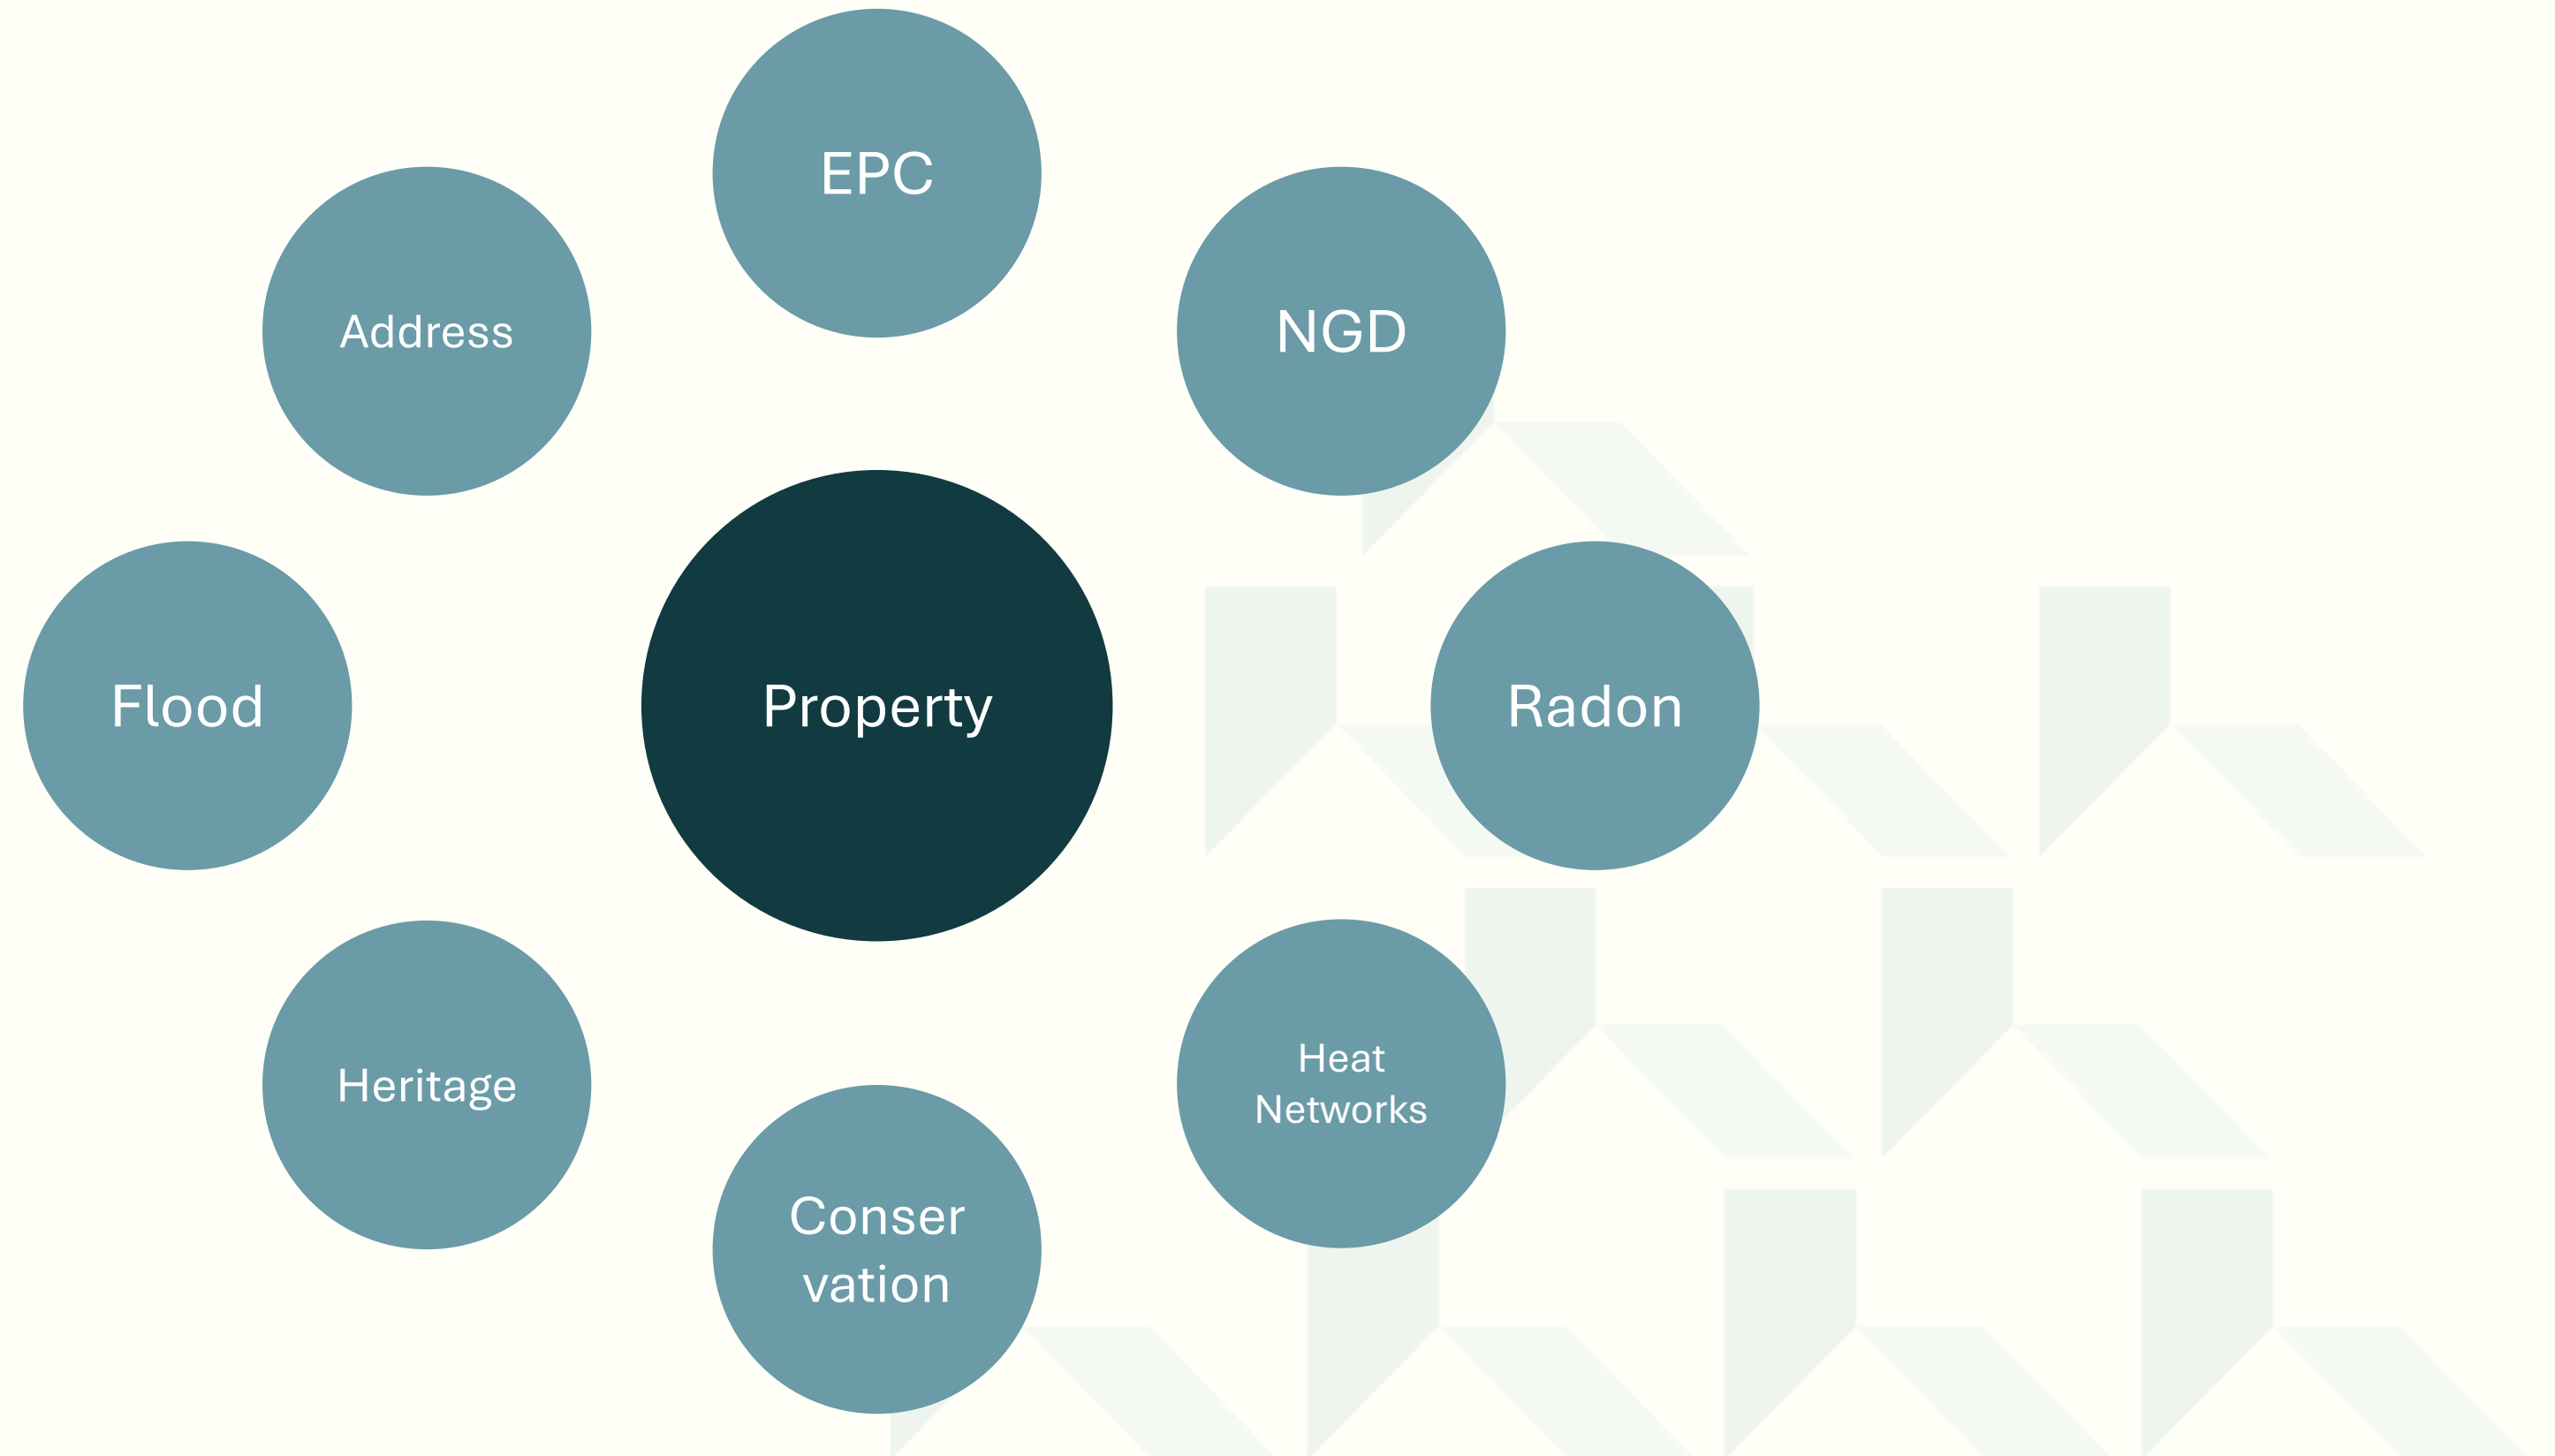 EPC
Address
NGD
Flood
Property
Radon
Heritage
Heat
Networks
Conser
vation